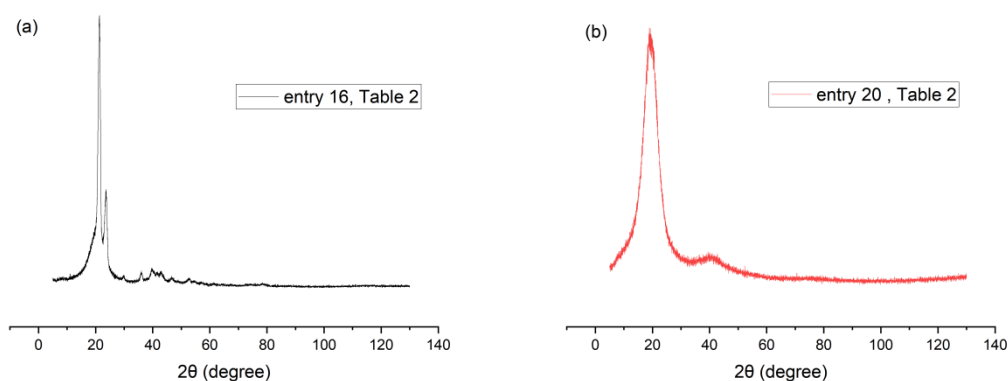 (a)
entry 16, Table 2
0 20 40 60 80 100 120 140
2θ (degree)
(b)
entry 20 , Table 2
0 20 40 60 80 100 120 140
2θ (degree)